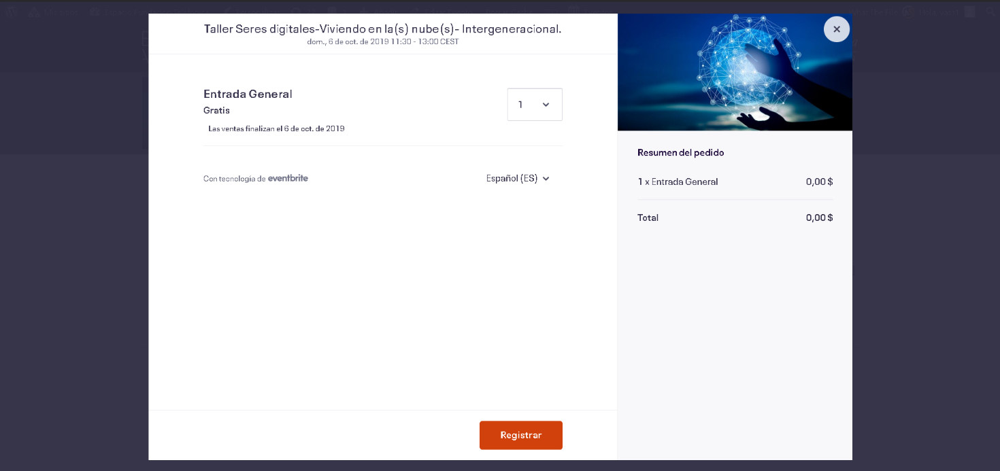 Taller Seres digitales-Viviendo en la(s) nube(s)- Intergeneracional.
dom., 6 de oct. de 2019 11:30 - 13:00 CEST
Entrada General
1
Gratis
Las ventas finalizan el 6 de oct. de 2019
Con tecnología de eventbrite
Español (ES)
Registrar
Resumen del pedido
1 x Entrada General 0,00 $
Total 0,00 $